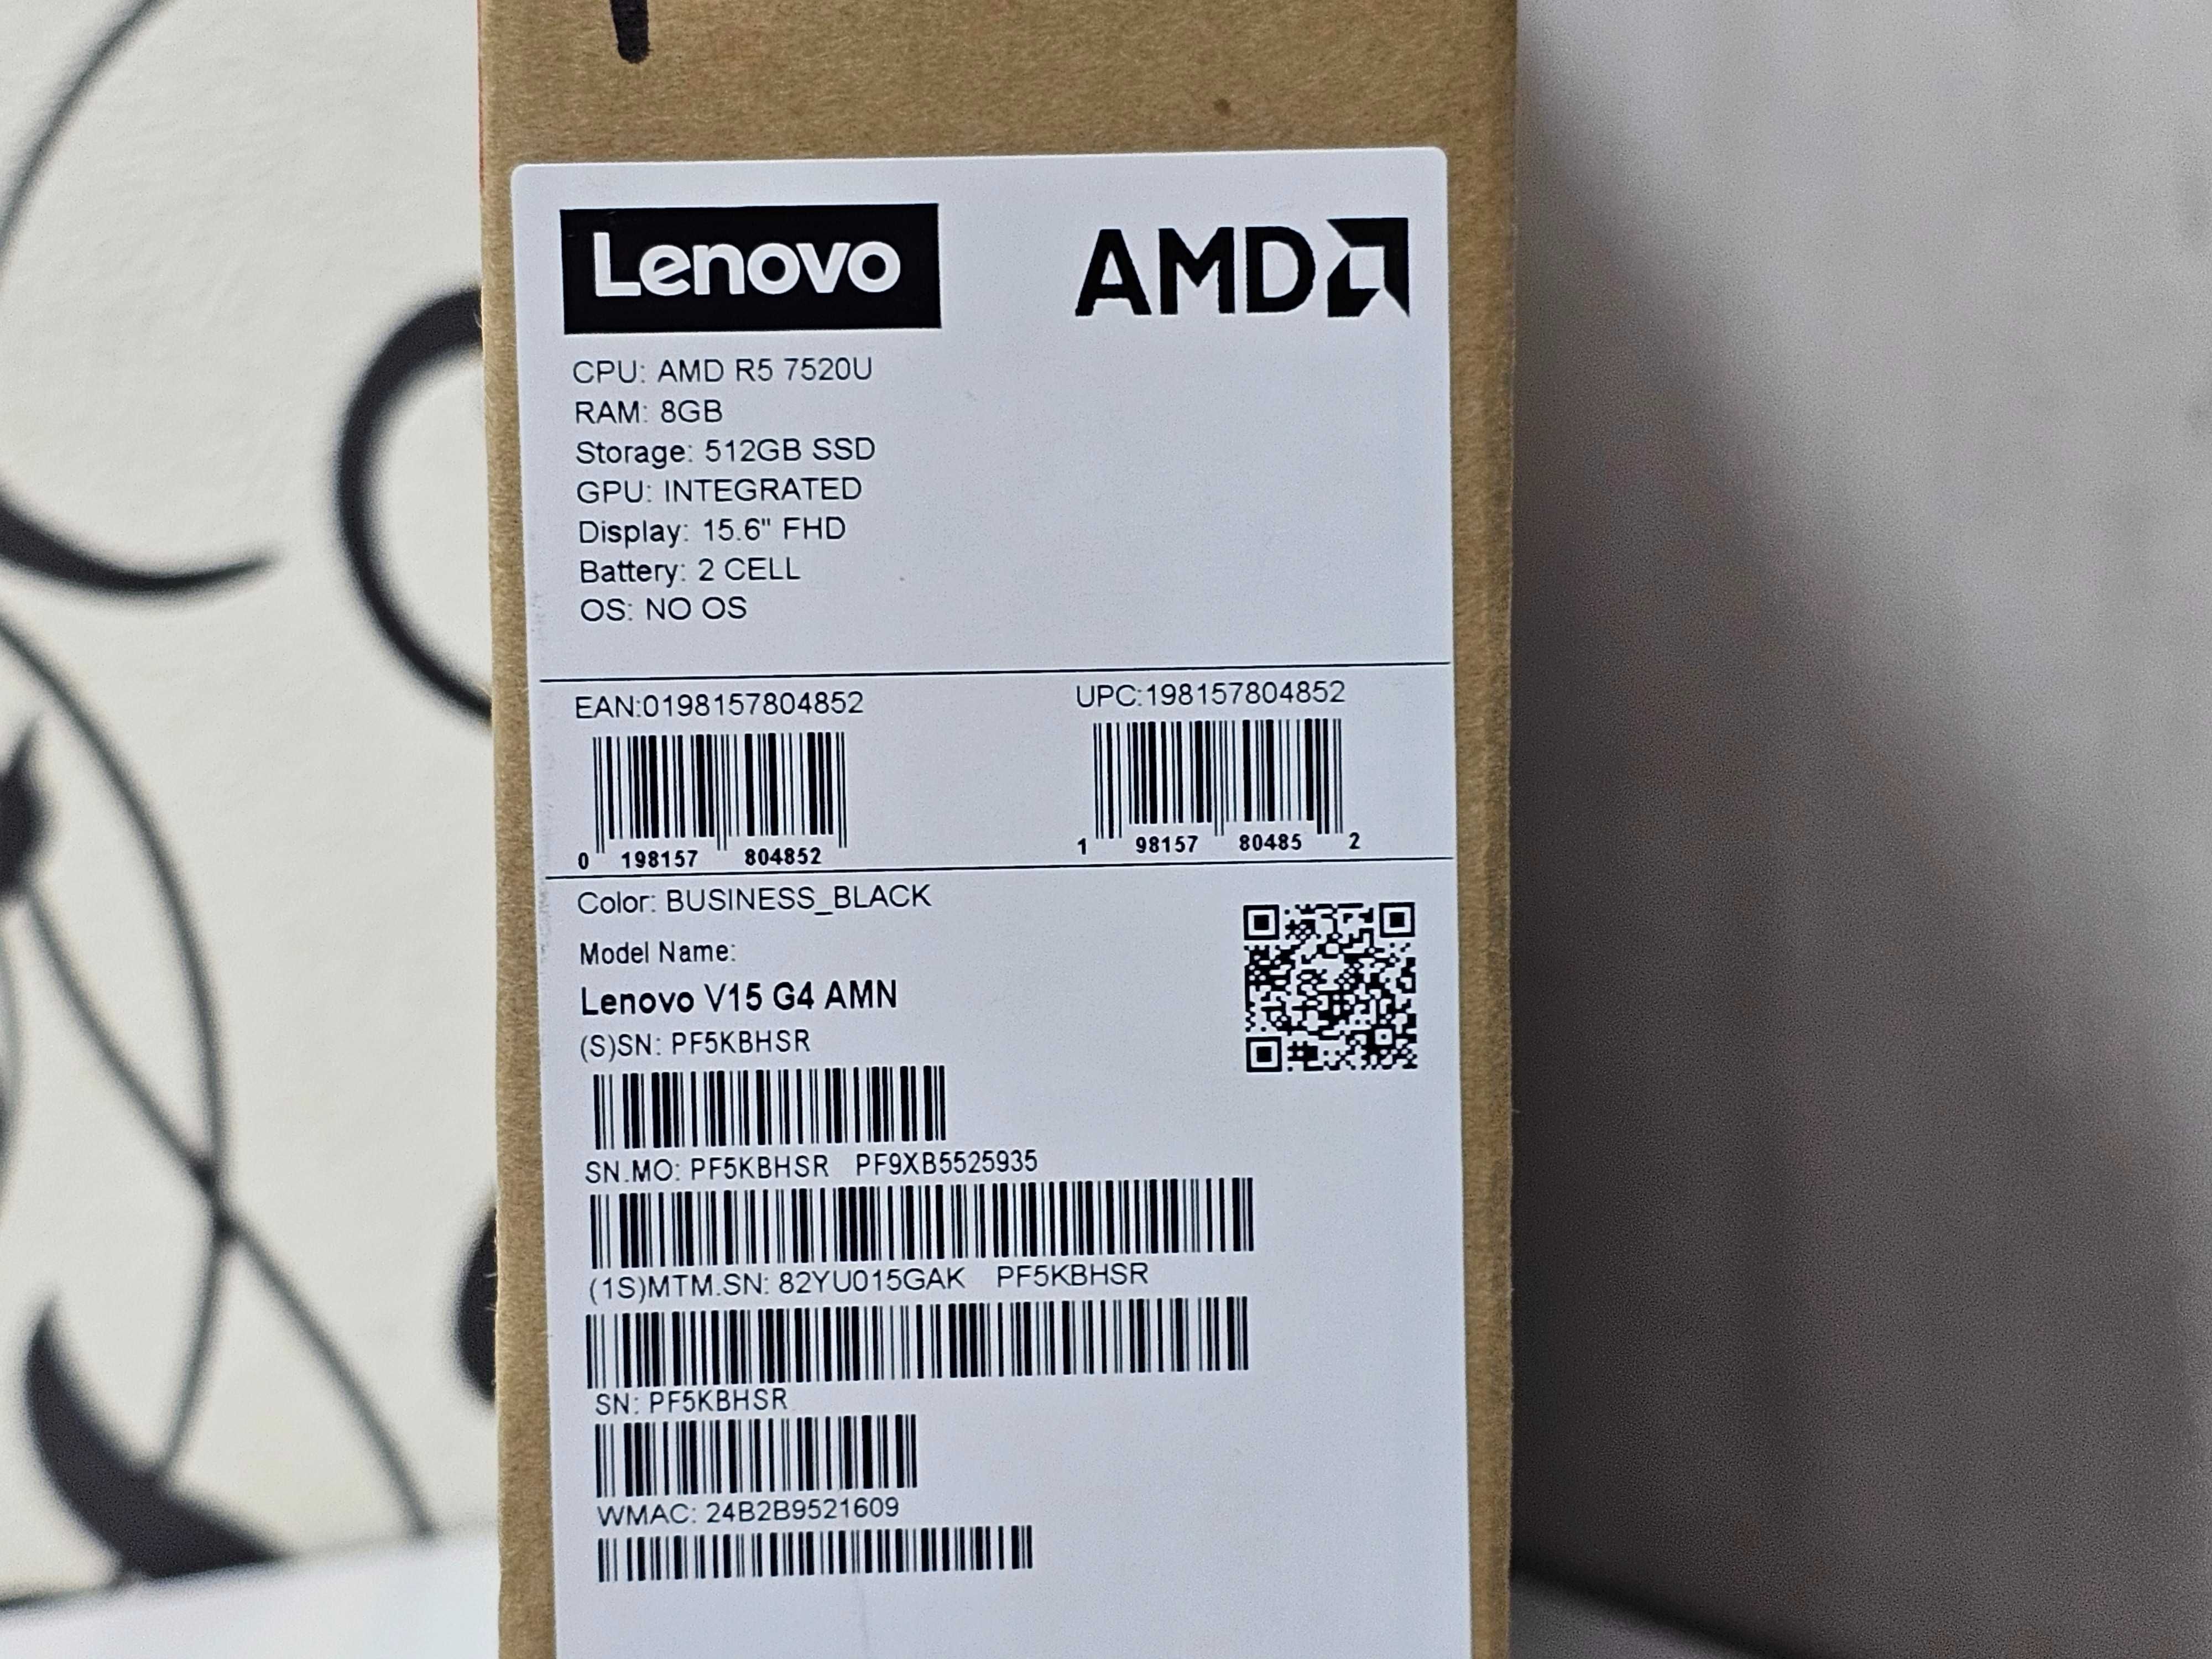 Lenovo AMD
CPU: AMD R5 7520U
RAM: 8GB
Storage: 512GB SSD
GPU: INTEGRATED
Display: 15.6" FHD
Battery: 2 CELL
OS: NO OS
EAN:0198157804852 UPC:198157804852
0 198157 804852 1 98157 80485 2
Color: BUSINESS_BLACK
Model Name:
Lenovo V15 G4 AMN
(S)SN: PF5KBHSR
SN.MO: PF5KBHSR PF9XB5525935
(1S)MTM.SN: 82YU015GAK PF5KBHSR
SN: PF5KBHSR
WMAC: 24B2B9521609